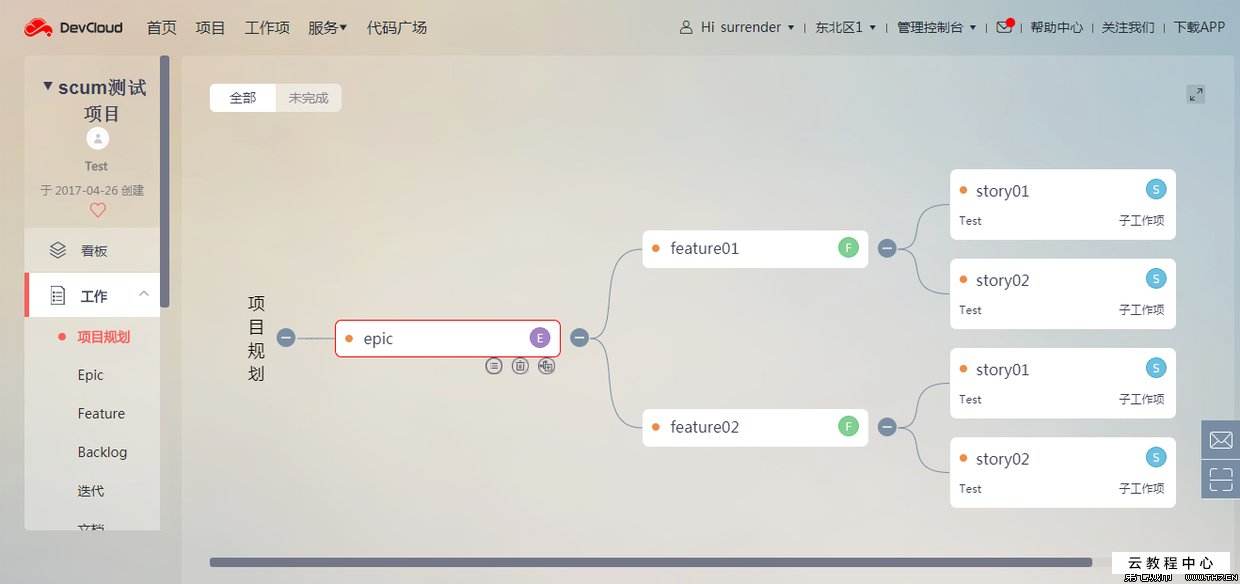 DevCloud 首页 项目 工作项 服务 代码广场 Hi surrender 东北区1 管理控制台 帮助中心 关注我们 下载APP
scum测试
项目
Test
于 2017-04-26 创建
看板
工作
项目规划
Epic
Feature
Backlog
迭代
文档
全部 未完成
项目规划
epic E
feature01 F
story01 S
Test 子工作项
story02 S
Test 子工作项
feature02 F
story01 S
Test 子工作项
story02 S
Test 子工作项
云教程中心
WWW.TH7.CN